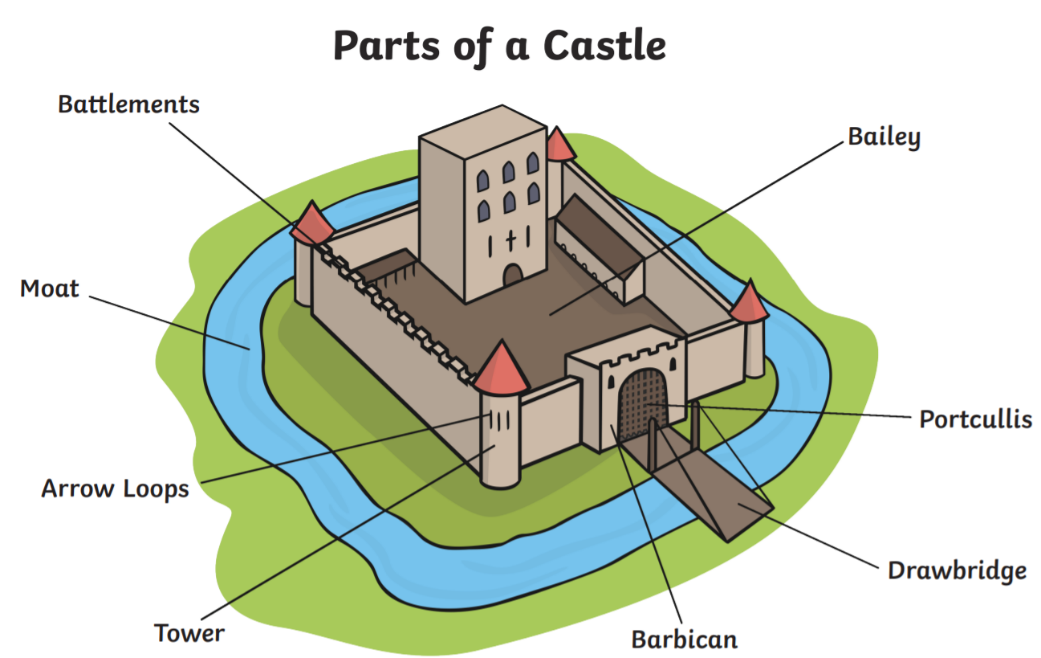 Parts of a Castle
Battlements
Bailey
Moat
Portcullis
Arrow Loops
Drawbridge
Tower
Barbican